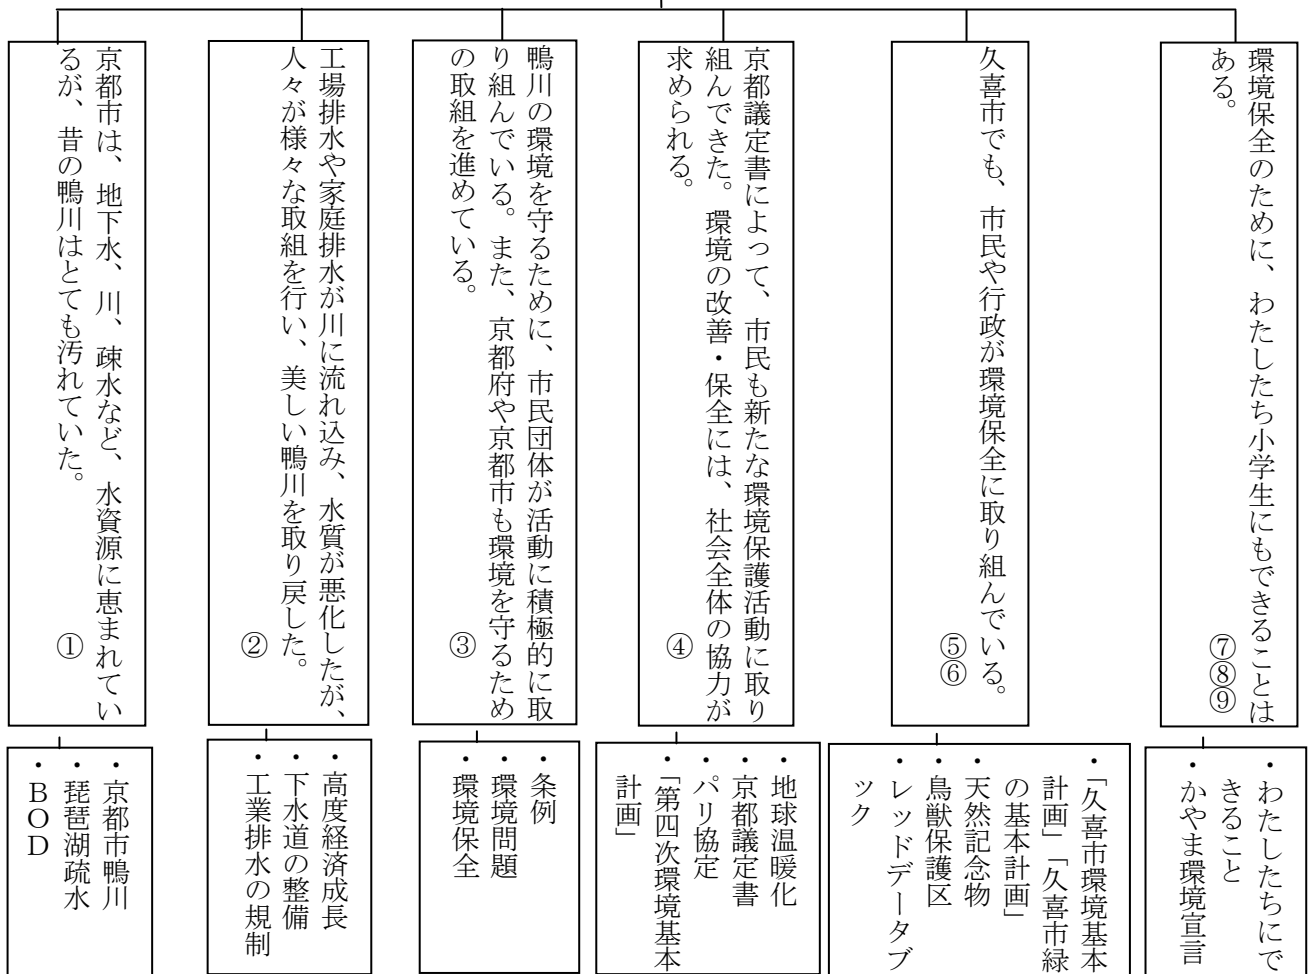 環境保全のために、わたしたち小学生にもできることは
ある。
⑦⑧⑨
久喜市でも、市民や行政が環境保全に取り組んでいる。
⑤⑥
京都議定書によって、市民も新たな環境保護活動に取り
組んできた。環境の改善・保全には、社会全体の協力が
求められる。
④
鴨川の環境を守るために、市民団体が活動に積極的に取
り組んでいる。また、京都府や京都市も環境を守るため
の取組を進めている。
③
工場排水や家庭排水が川に流れ込み、水質が悪化したが、
人々が様々な取組を行い、美しい鴨川を取り戻した。
②
京都市は、地下水、川、疎水など、水資源に恵まれてい
るが、昔の鴨川はとても汚れていた。
①
・わたしたちにで
きること
・かやま環境宣言
・「久喜市環境基本
計画」「久喜市緑
の基本計画」
・天然記念物
・鳥獣保護区
・レッドデータブ
ック
・地球温暖化
・京都議定書
・パリ協定
・「第四次環境基本
計画」
・条例
・環境問題
・環境保全
・高度経済成長
・下水道の整備
・工業排水の規制
・京都市鴨川
・琵琶湖疏水
・BOD